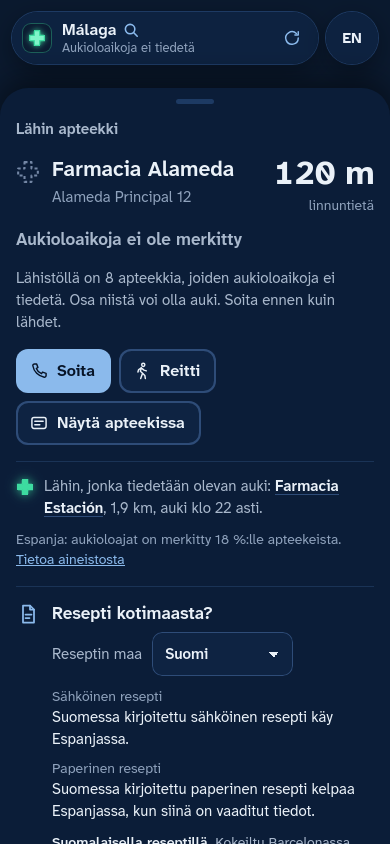 Málaga
Aukioloaikoja ei tiedetä
EN
Lähin apteekki
Farmacia Alameda
120 m
Alameda Principal 12
linnuntietä
Aukioloaikoja ei ole merkitty
Lähistöllä on 8 apteekkia, joiden aukioloaikoja ei
tiedetä. Osa niistä voi olla auki. Soita ennen kuin
lähdet.
Soita
Reitti
Näytä apteekissa
Lähin, jonka tiedetään olevan auki: Farmacia
Estación, 1,9 km, auki klo 22 asti.
Espanja: aukioloajat on merkitty 18 %:lle apteekeista.
Tietoa aineistosta
Resepti kotimaasta?
Reseptin maa
Suomi
Sähköinen resepti
Suomessa kirjoitettu sähköinen resepti käy
Espanjassa.
Paperinen resepti
Suomessa kirjoitettu paperinen resepti kelpaa
Espanjassa, kun siinä on vaaditut tiedot.
Suomalaisella reseptillä. Kokeiltu Barcelonassa